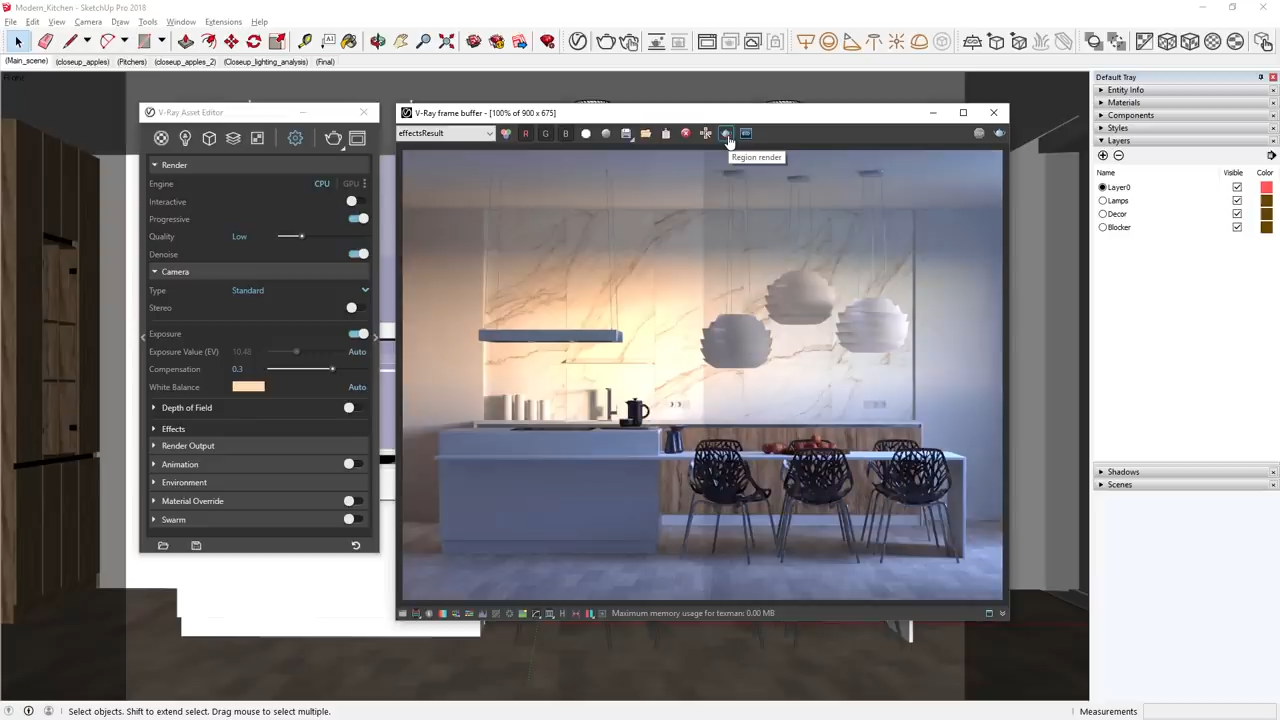 Modern_Kitchen - SketchUp Pro 2018
File Edit View Camera Draw Tools Window Extensions Help
(Main_scene) (closeup_apples) (Pitchers) (closeup_apples_2) (Closeup_lighting_analysis) (Final)
V-Ray Asset Editor
Render
Engine CPU GPU
Interactive
Progressive
Quality Low
Denoise
Camera
Type Standard
Stereo
Exposure
Exposure Value (EV) 10.48 Auto
Compensation 0.3
White Balance Auto
Depth of Field
Effects
Render Output
Animation
Environment
Material Override
Swarm
V-Ray frame buffer - [100% of 900 x 675]
effectsResult R G B
Region render
Maximum memory usage for texman: 0.00 MB
Default Tray
Entity Info
Materials
Components
Styles
Layers
Name Visible Color
Layer0
Lamps
Decor
Blocker
Shadows
Scenes
Select objects. Shift to extend select. Drag mouse to select multiple.
Measurements